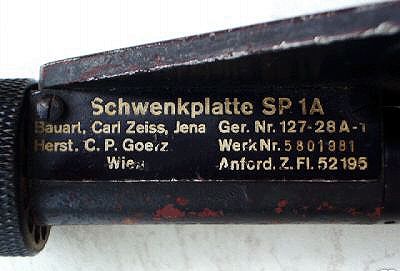 Schwenkplatte SP 1A
Bauart, Carl Zeiss, Jena Ger. Nr. 127-28A-1
Herst. C. P. Goerz Werk Nr. 5801981
Wien Anford. Z. Fl. 52195